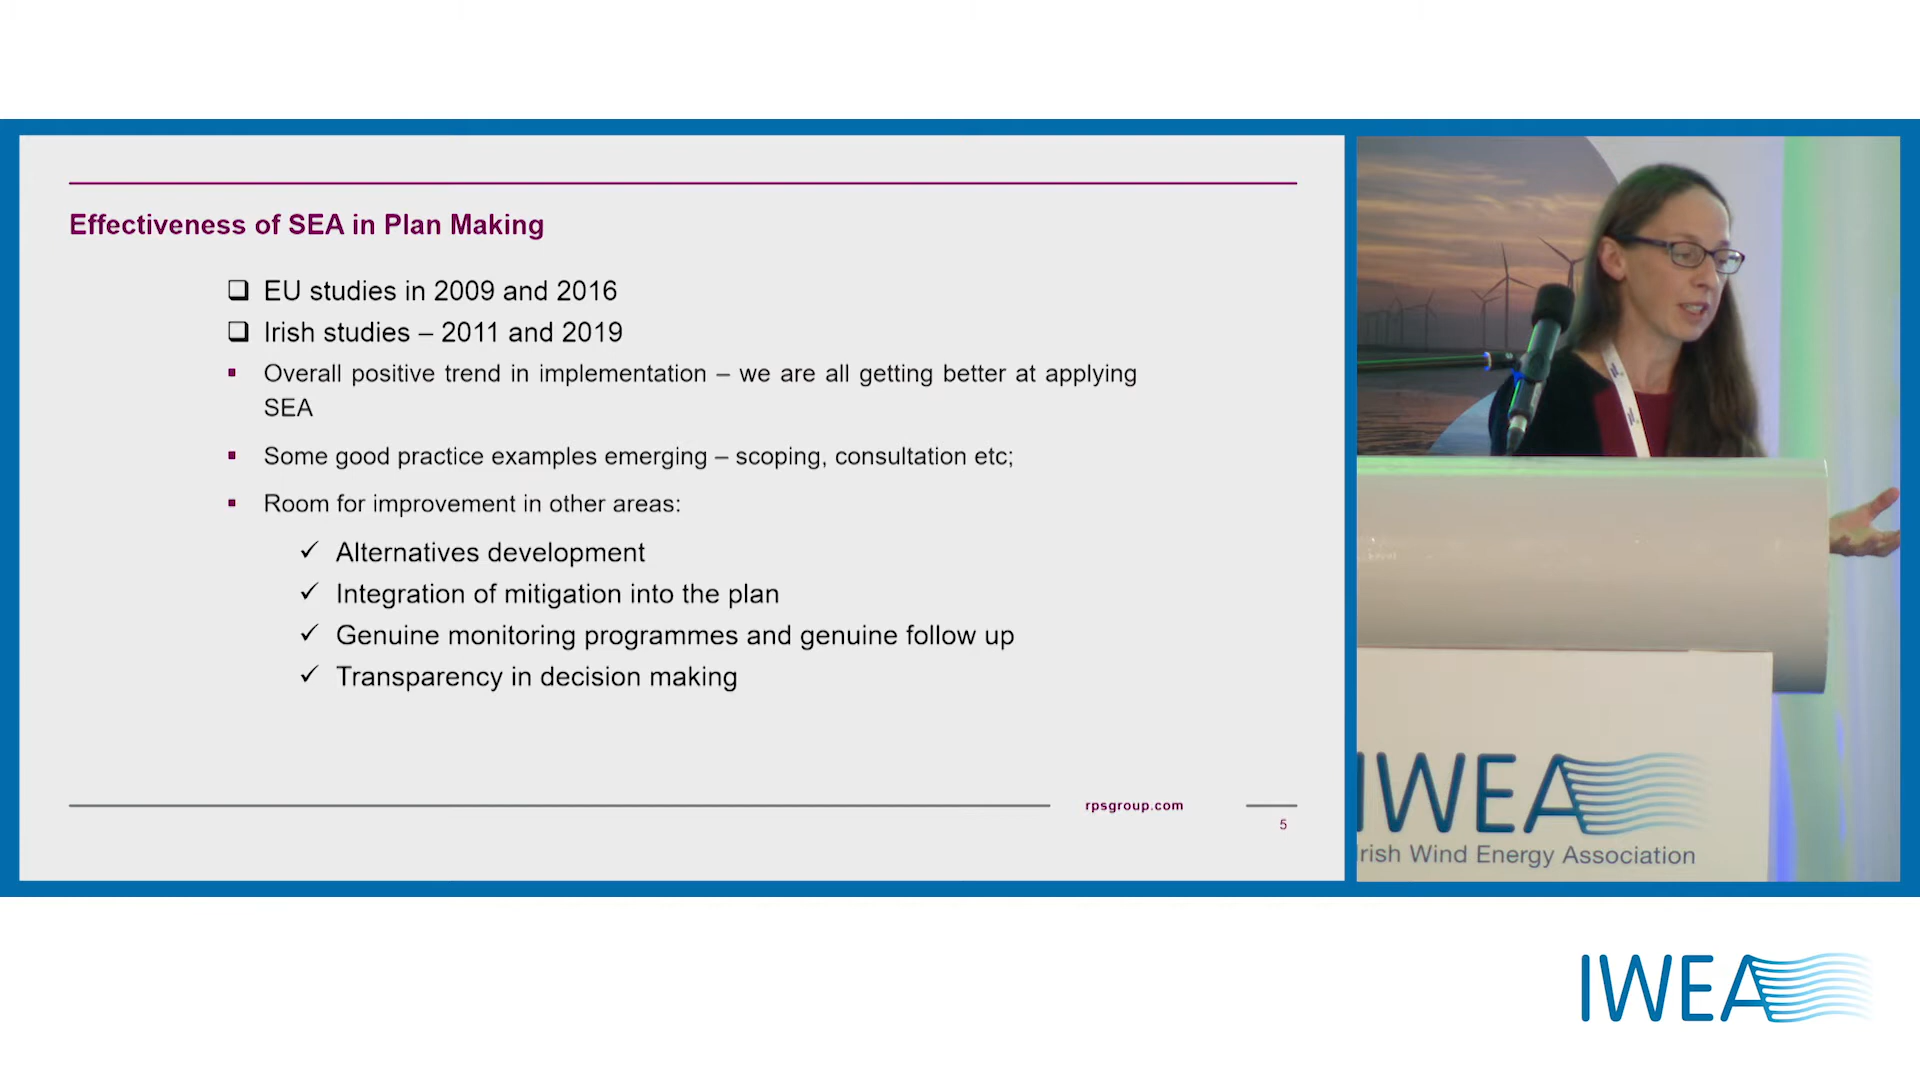 Effectiveness of SEA in Plan Making
❑ EU studies in 2009 and 2016
❑ Irish studies – 2011 and 2019
▪ Overall positive trend in implementation – we are all getting better at applying
SEA
▪ Some good practice examples emerging – scoping, consultation etc;
▪ Room for improvement in other areas:
✓ Alternatives development
✓ Integration of mitigation into the plan
✓ Genuine monitoring programmes and genuine follow up
✓ Transparency in decision making
rpsgroup.com
5
IWEA
Irish Wind Energy Association
IWEA